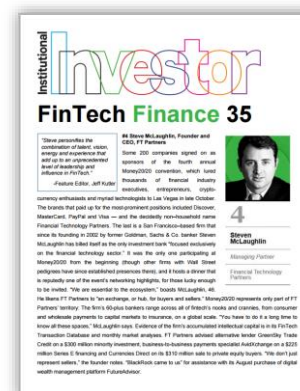 Institutional
Investor
FinTech Finance 35
"Steve personifies the
combination of talent, vision,
energy and experience that
add up to an unprecedented
level of leadership and
influence in FinTech."
-Feature Editor, Jeff Kutler
#4 Steve McLaughlin, Founder and
CEO, FT Partners
Some 200 companies signed on as
sponsors of the fourth annual
Money20/20 convention, which lured
thousands of financial industry
executives, entrepreneurs, crypto-
currency enthusiasts and myriad technologists to Las Vegas in late October.
The brands that paid up for the most-prominent positions included Discover,
MasterCard, PayPal and Visa — and the decidedly non-household name
Financial Technology Partners. The last is a San Francisco-based firm that
since its founding in 2002 by former Goldman, Sachs & Co. banker Steven
McLaughlin has billed itself as the only investment bank "focused exclusively
on the financial technology sector." It was the only one participating at
Money20/20 from the beginning (though other firms with Wall Street
pedigrees have since established presences there), and it hosts a dinner that
is reputedly one of the event's networking highlights, for those lucky enough
to be invited. "We are essential to the ecosystem," boasts McLaughlin, 46.
He likens FT Partners to "an exchange, or hub, for buyers and sellers." Money20/20 represents only part of FT
Partners' territory. The firm's 60-plus bankers range across all of fintech's nooks and crannies, from consumer
and wholesale payments to capital markets to insurance, on a global scale. "You have to do it a long time to
know all these spaces," McLaughlin says. Evidence of the firm's accumulated intellectual capital is in its FinTech
Transaction Database and monthly market analyses. FT Partners advised alternative lender GreenSky Trade
Credit on a $300 million minority investment, business-to-business payments specialist AvidXchange on a $225
million Series E financing and Currencies Direct on its $310 million sale to private equity buyers. "We don't just
represent sellers," the founder notes. "BlackRock came to us" for assistance with its August purchase of digital
wealth management platform FutureAdvisor.
4
Steven
McLaughlin
Managing Partner
Financial Technology
Partners